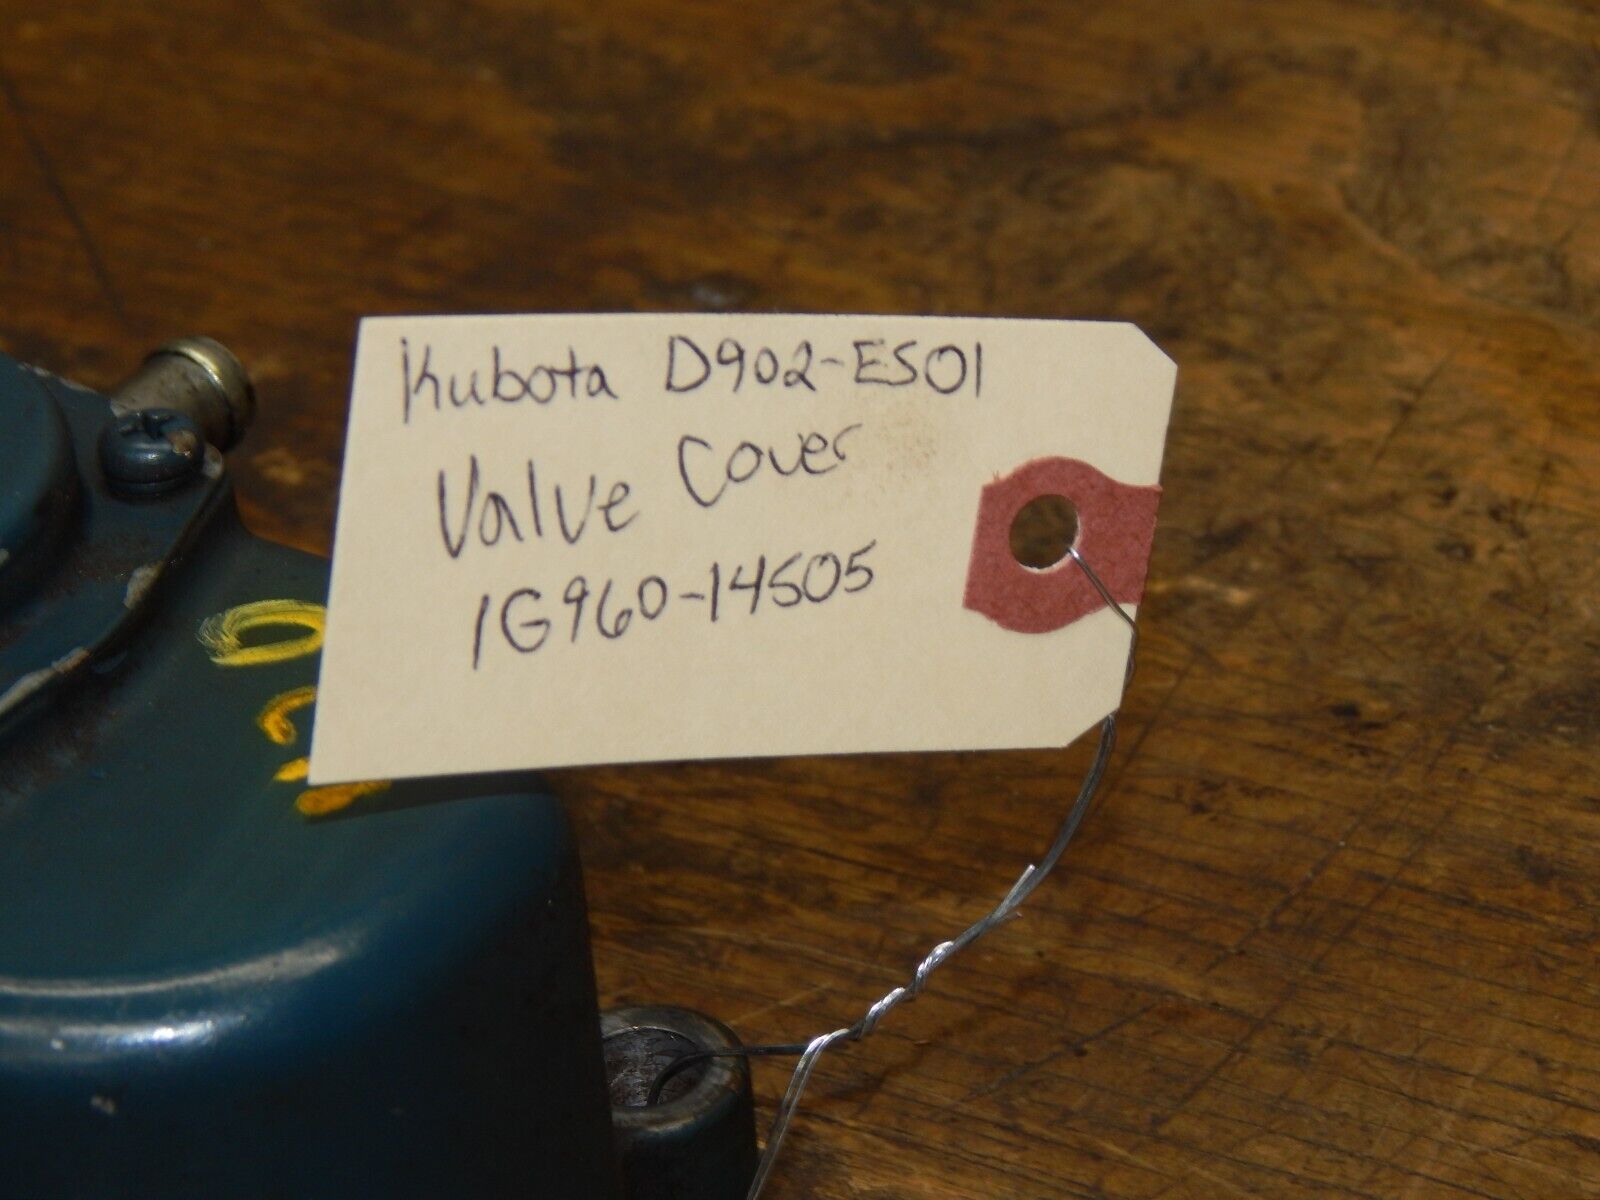 Kubota D902-ES01
Valve Cover
1G960-14505